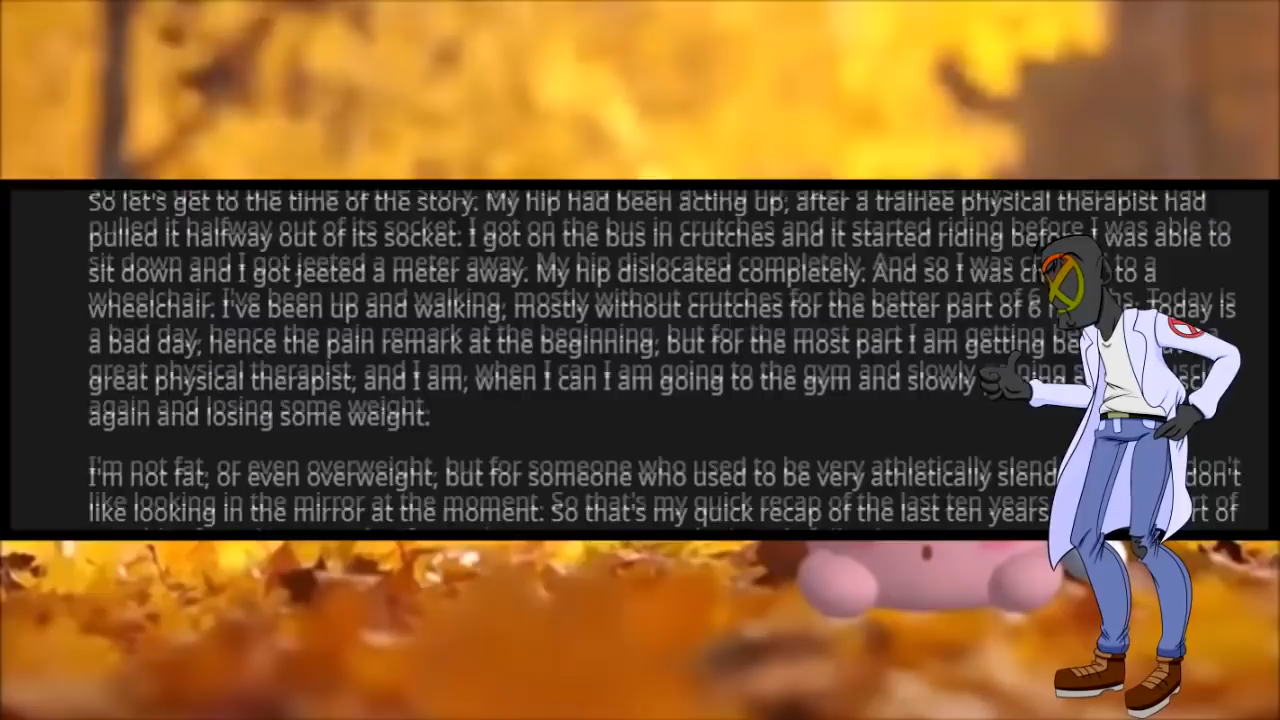 So let's get to the time of the story. My hip had been acting up, after a trainee physical therapist had
pulled it halfway out of its socket. I got on the bus in crutches and it started riding before I was able to
sit down and I got jeeted a meter away. My hip dislocated completely. And so I was to a
wheelchair. I've been up and walking, mostly without crutches for the better part of 6 Today is
a bad day, hence the pain remark at the beginning, but for the most part I am getting
great physical therapist, and I am, when I can I am going to the gym and slowly
again and losing some weight.
I'm not fat, or even overweight, but for someone who used to be very athletically don't
like looking in the mirror at the moment. So that's my quick recap of the last ten years of